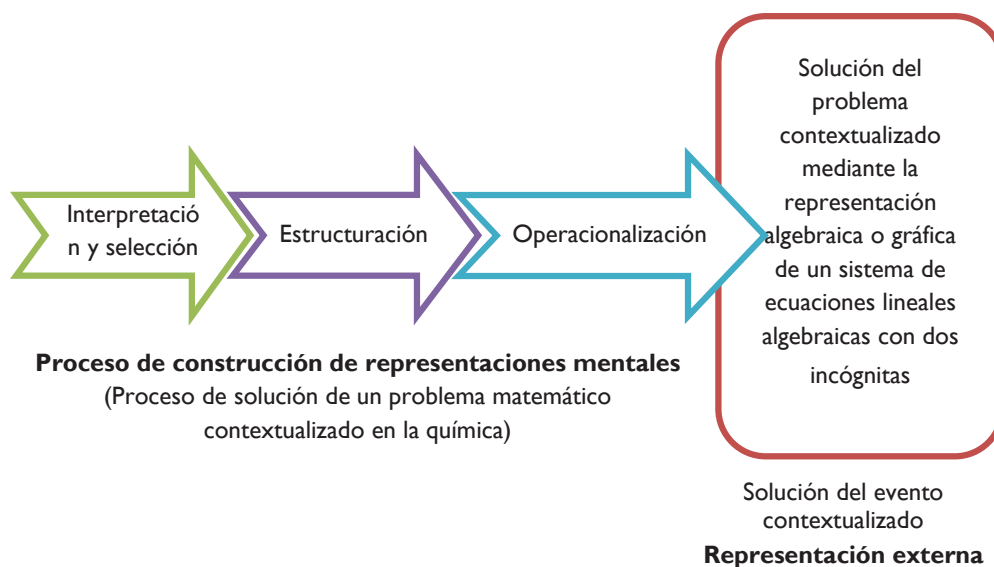 Interpretació
n y selección
Estructuración
Operacionalización
Solución del
problema
contextualizado
mediante la
representación
algebraica o gráfica
de un sistema de
ecuaciones lineales
algebraicas con dos
incógnitas
Proceso de construcción de representaciones mentales
(Proceso de solución de un problema matemático
contextualizado en la química)
Solución del evento
contextualizado
Representación externa